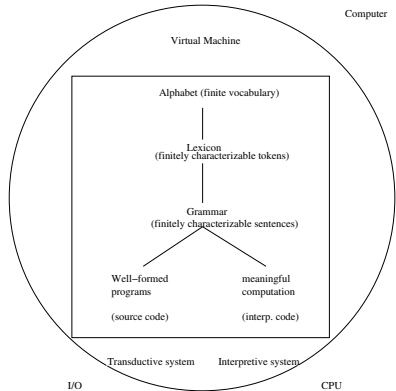 Computer
Virtual Machine
Alphabet (finite vocabulary)
Lexicon
(finitely characterizable tokens)
Grammar
(finitely characterizable sentences)
Well−formed
programs
(source code)
meaningful
computation
(interp. code)
Transductive system
Interpretive system
I/O
CPU